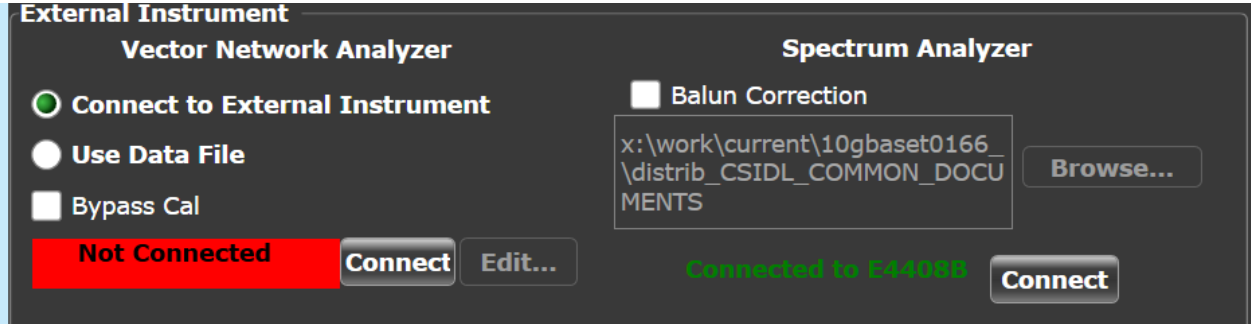 External Instrument
Vector Network Analyzer
Connect to External Instrument
Use Data File
Bypass Cal
Not Connected
Connect
Edit...
Spectrum Analyzer
Balun Correction
x:\work\current\10gbaset0166_
\distrib_CSIDL_COMMON_DOCU
MENTS
Browse...
Connected to E4408B
Connect